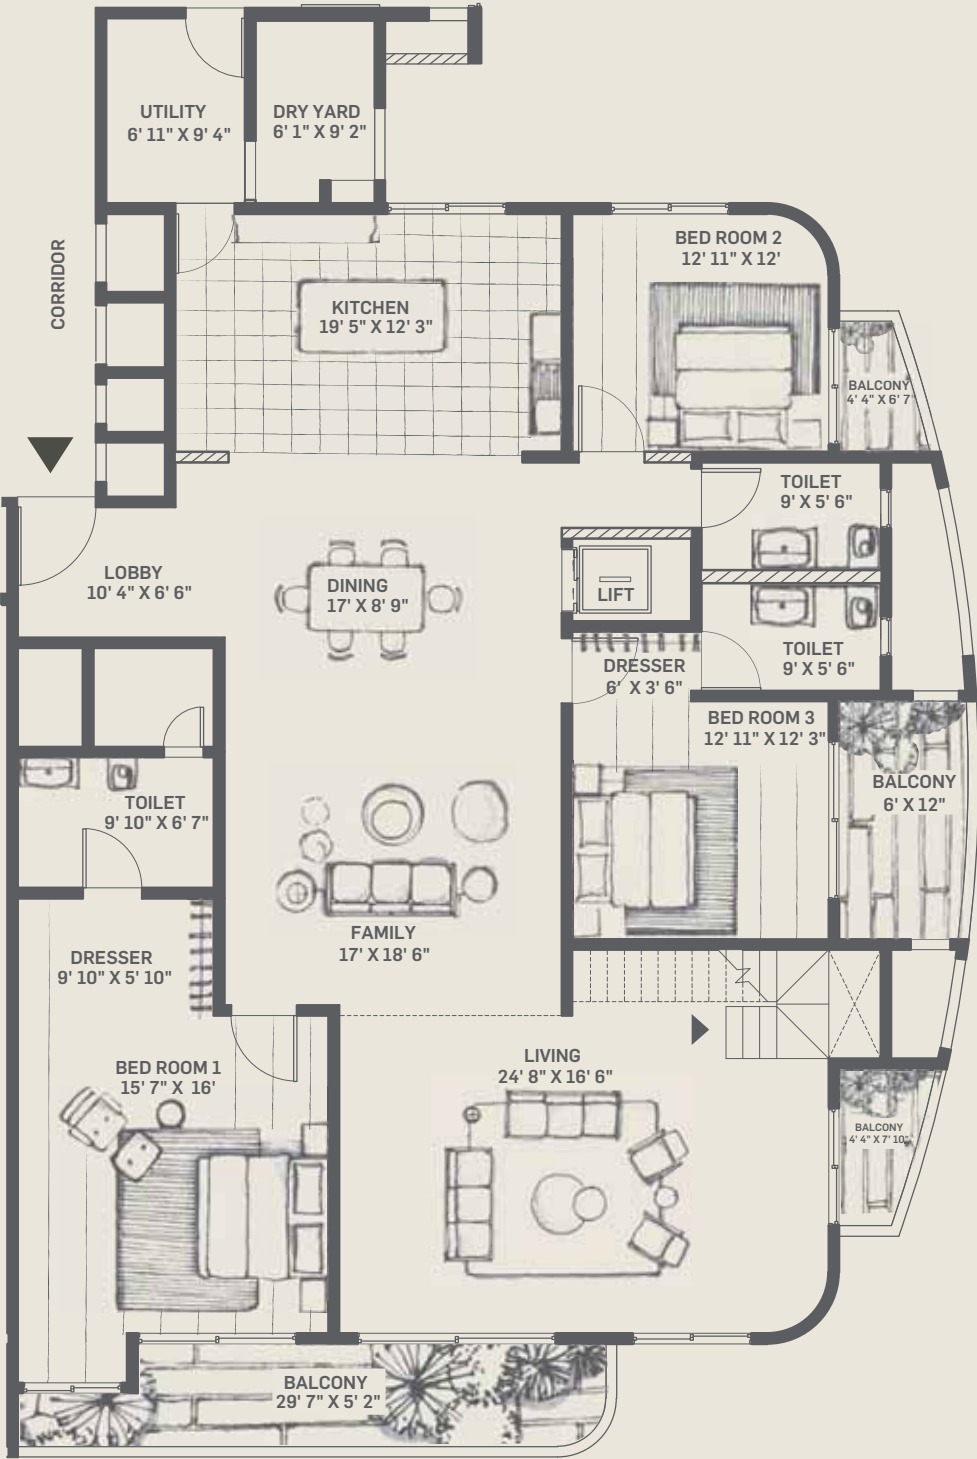 UTILITY
6' 11" X 9' 4"
DRY YARD
6' 1" X 9' 2"
CORRIDOR
KITCHEN
19' 5" X 12' 3"
BED ROOM 2
12' 11" X 12'
BALCONY
4' 4" X 6' 7"
TOILET
9' X 5' 6"
LOBBY
10' 4" X 6' 6"
DINING
17' X 8' 9"
LIFT
TOILET
9' X 5' 6"
DRESSER
6' X 3' 6"
BED ROOM 3
12' 11" X 12' 3"
BALCONY
6' X 12"
TOILET
9' 10" X 6' 7"
FAMILY
17' X 18' 6"
DRESSER
9' 10" X 5' 10"
BED ROOM 1
15' 7" X 16'
LIVING
24' 8" X 16' 6"
BALCONY
4' 4" X 7' 10"
BALCONY
29' 7" X 5' 2"